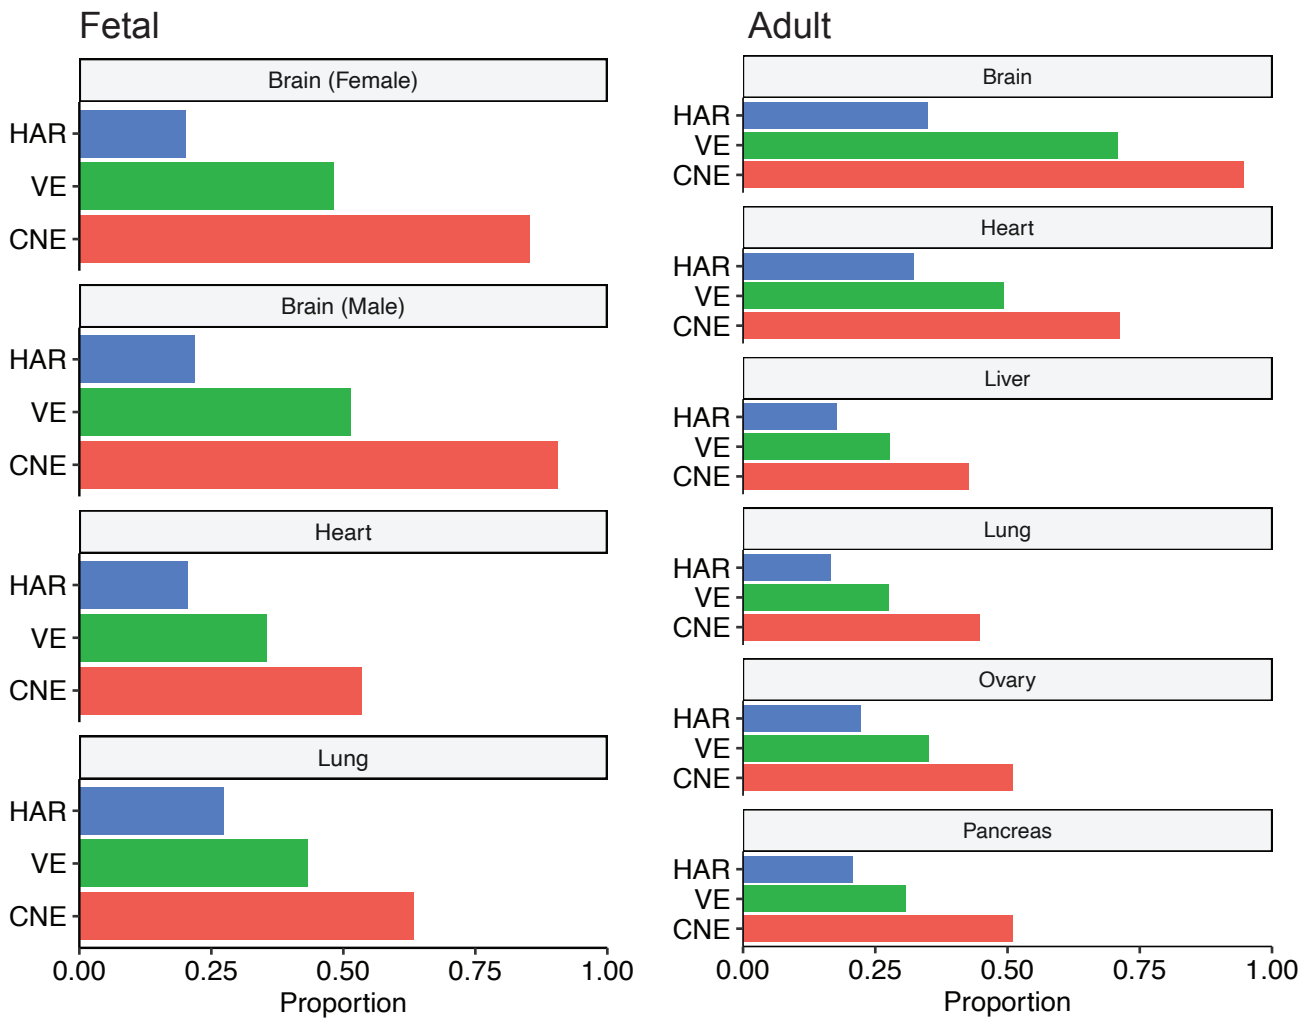 Fetal
Brain (Female)
HAR
VE
CNE
Brain (Male)
HAR
VE
CNE
Heart
HAR
VE
CNE
Lung
HAR
VE
CNE
0.00 0.25 0.50 0.75 1.00
Proportion
Adult
Brain
HAR
VE
CNE
Heart
HAR
VE
CNE
Liver
HAR
VE
CNE
Lung
HAR
VE
CNE
Ovary
HAR
VE
CNE
Pancreas
HAR
VE
CNE
0.00 0.25 0.50 0.75 1.00
Proportion